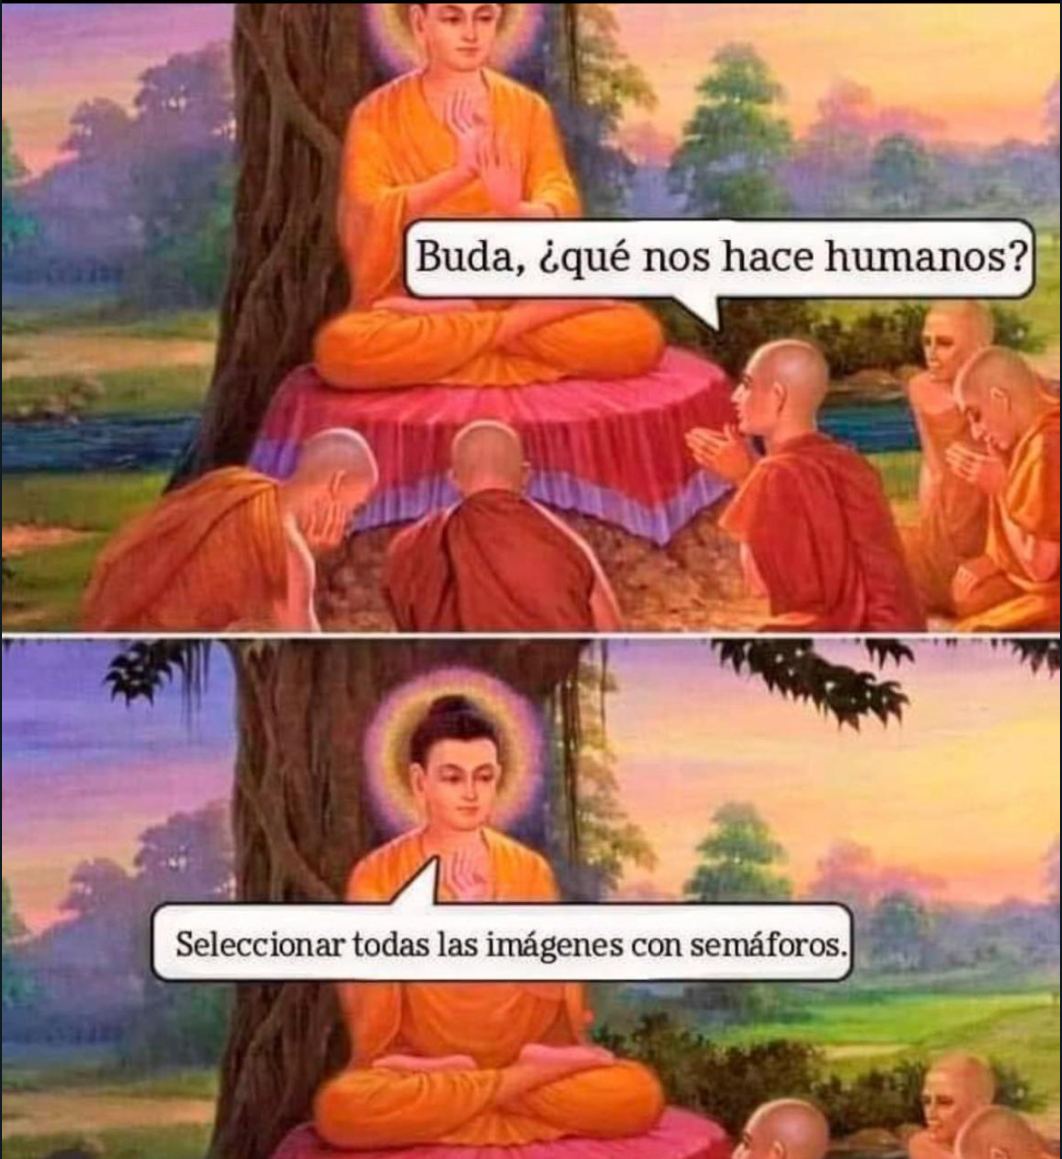 Buda, ¿qué nos hace humanos?
Seleccionar todas las imágenes con semáforos.